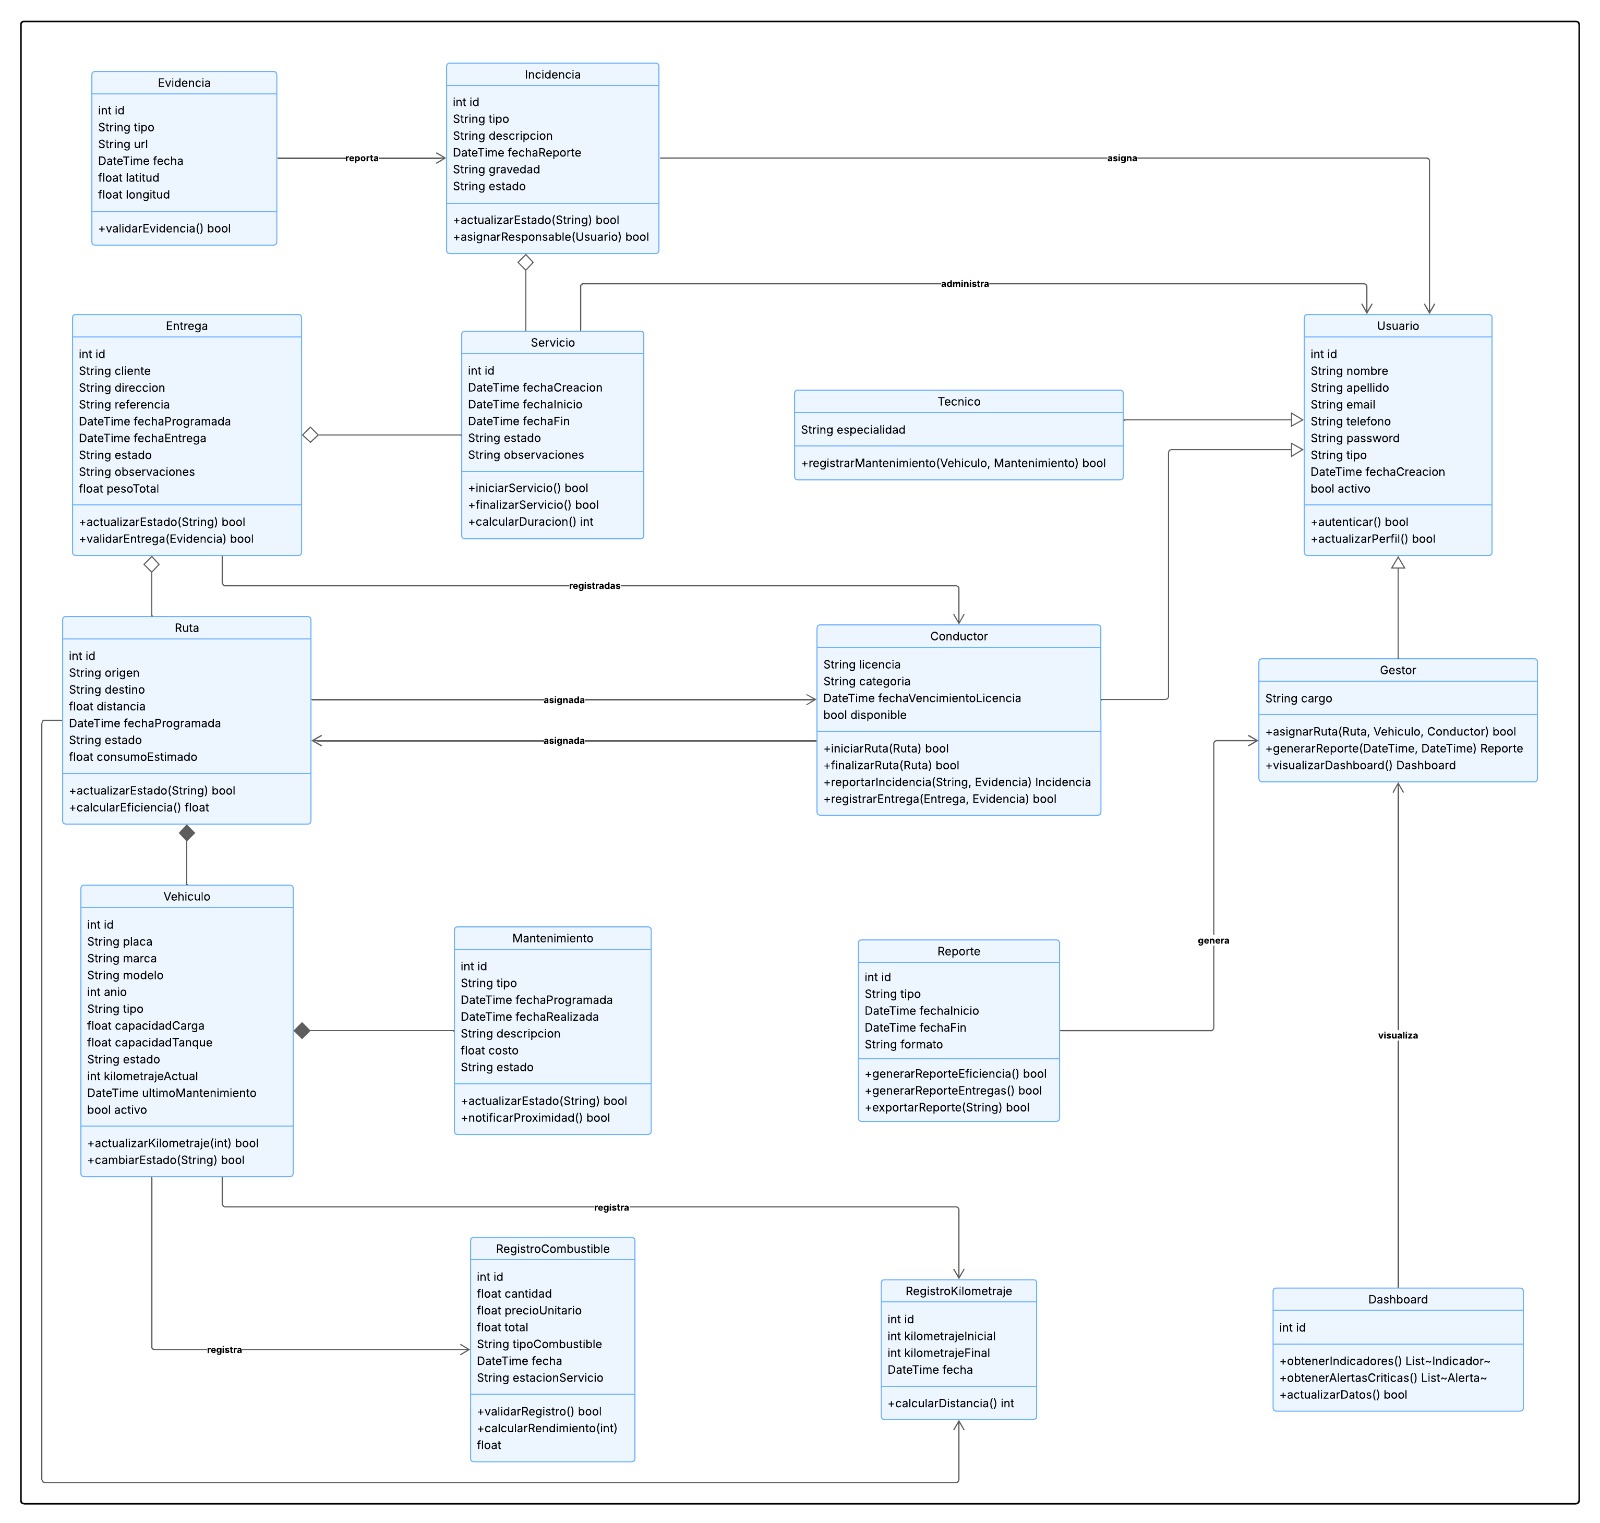 Evidencia
int id
String tipo
String url
DateTime fecha
float latitud
float longitud
+validarEvidencia() bool
reporta
Incidencia
int id
String tipo
String descripcion
DateTime fechaReporte
String gravedad
String estado
+actualizarEstado(String) bool
+asignarResponsable(Usuario) bool
asigna
administra
Entrega
int id
String cliente
String direccion
String referencia
DateTime fechaProgramada
DateTime fechaEntrega
String estado
String observaciones
float pesoTotal
+actualizarEstado(String) bool
+validarEntrega(Evidencia) bool
Servicio
int id
DateTime fechaCreacion
DateTime fechaInicio
DateTime fechaFin
String estado
String observaciones
+iniciarServicio() bool
+finalizarServicio() bool
+calcularDuracion() int
Tecnico
String especialidad
+registrarMantenimiento(Vehiculo, Mantenimiento) bool
Usuario
int id
String nombre
String apellido
String email
String telefono
String password
String tipo
DateTime fechaCreacion
bool activo
+autenticar() bool
+actualizarPerfil() bool
registradas
Ruta
int id
String origen
String destino
float distancia
DateTime fechaProgramada
String estado
float consumoEstimado
+actualizarEstado(String) bool
+calcularEficiencia() float
asignada
asignada
Conductor
String licencia
String categoria
DateTime fechaVencimientoLicencia
bool disponible
+iniciarRuta(Ruta) bool
+finalizarRuta(Ruta) bool
+reportarIncidencia(String, Evidencia) Incidencia
+registrarEntrega(Entrega, Evidencia) bool
Gestor
String cargo
+asignarRuta(Ruta, Vehiculo, Conductor) bool
+generarReporte(DateTime, DateTime) Reporte
+visualizarDashboard() Dashboard
Vehiculo
int id
String placa
String marca
String modelo
int anio
String tipo
float capacidadCarga
float capacidadTanque
String estado
int kilometrajeActual
DateTime ultimoMantenimiento
bool activo
+actualizarKilometraje(int) bool
+cambiarEstado(String) bool
Mantenimiento
int id
String tipo
DateTime fechaProgramada
DateTime fechaRealizada
String descripcion
float costo
String estado
+actualizarEstado(String) bool
+notificarProximidad() bool
Reporte
int id
String tipo
DateTime fechaInicio
DateTime fechaFin
String formato
+generarReporteEficiencia() bool
+generarReporteEntregas() bool
+exportarReporte(String) bool
genera
visualiza
registra
registra
RegistroCombustible
int id
float cantidad
float precioUnitario
float total
String tipoCombustible
DateTime fecha
String estacionServicio
+validarRegistro() bool
+calcularRendimiento(int)
float
RegistroKilometraje
int id
int kilometrajeInicial
int kilometrajeFinal
DateTime fecha
+calcularDistancia() int
Dashboard
int id
+obtenerIndicadores() List~Indicador~
+obtenerAlertasCriticas() List~Alerta~
+actualizarDatos() bool